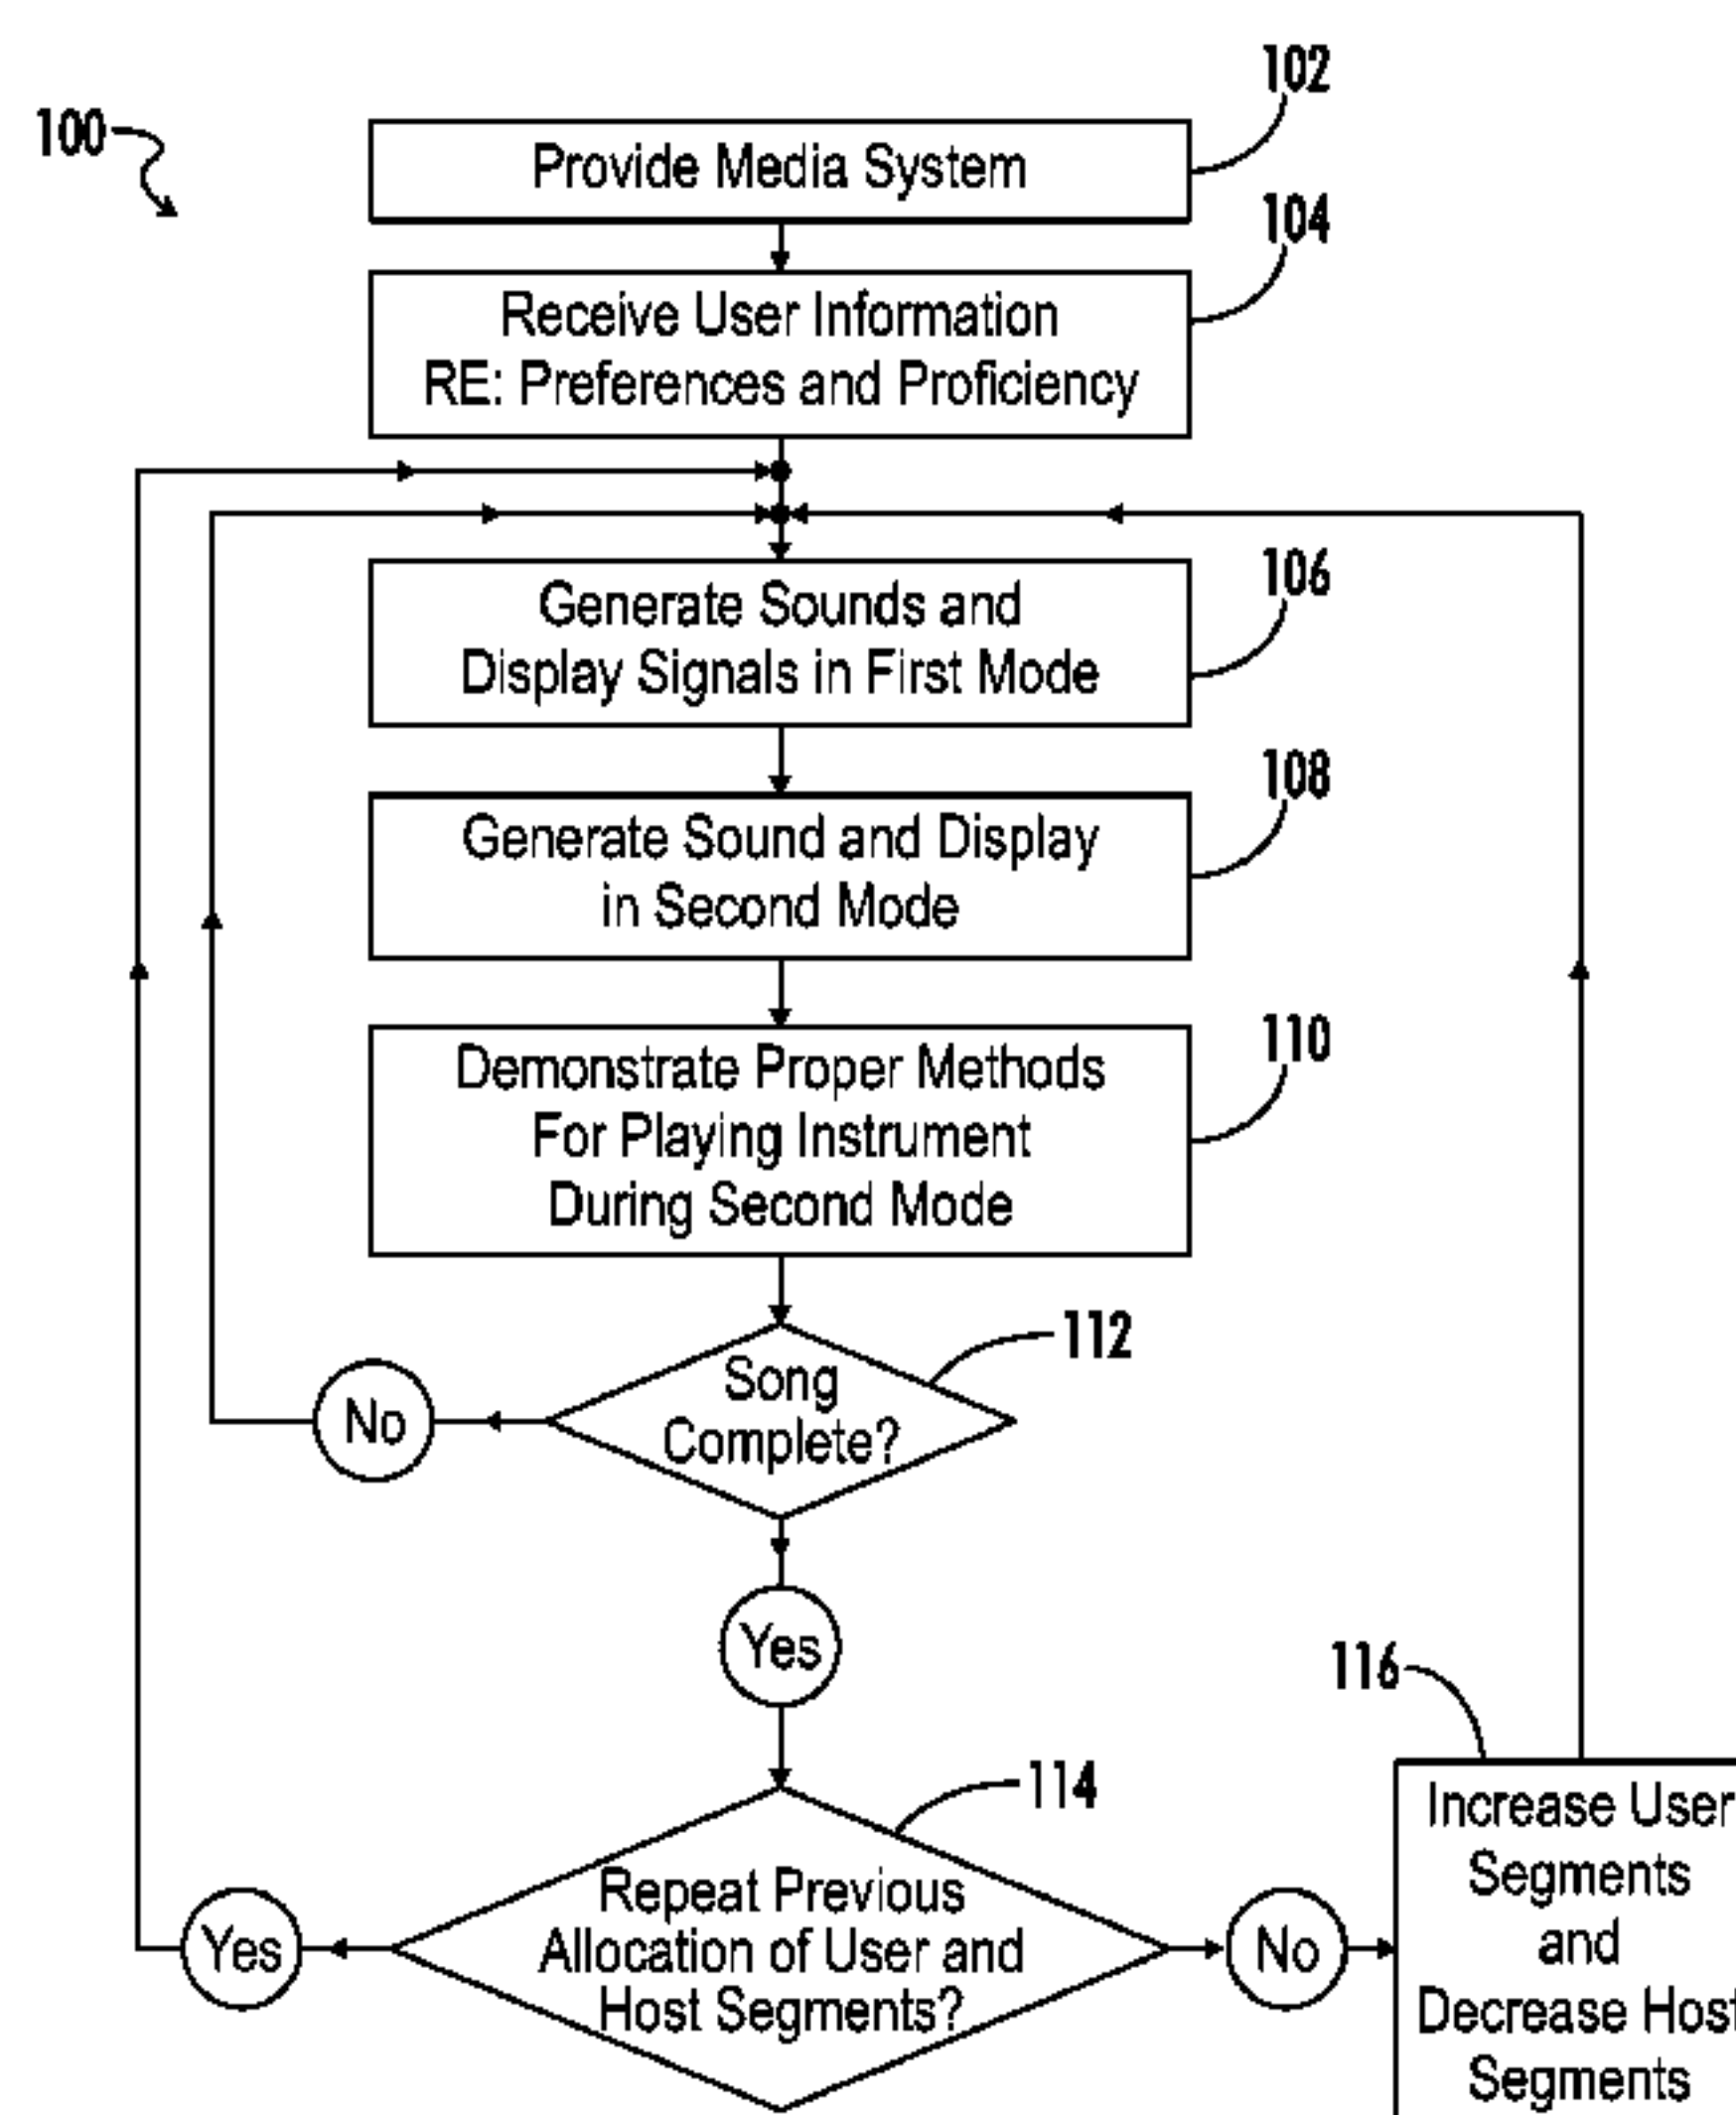 100
102
Provide Media System
104
Receive User Information
RE: Preferences and Proficiency
106
Generate Sounds and
Display Signals in First Mode
108
Generate Sound and Display
in Second Mode
110
Demonstrate Proper Methods
For Playing Instrument
During Second Mode
112
Song
Complete?
No
Yes
116
114
Repeat Previous
Allocation of User and
Host Segments?
Yes
No
Increase User
Segments
and
Decrease Host
Segments